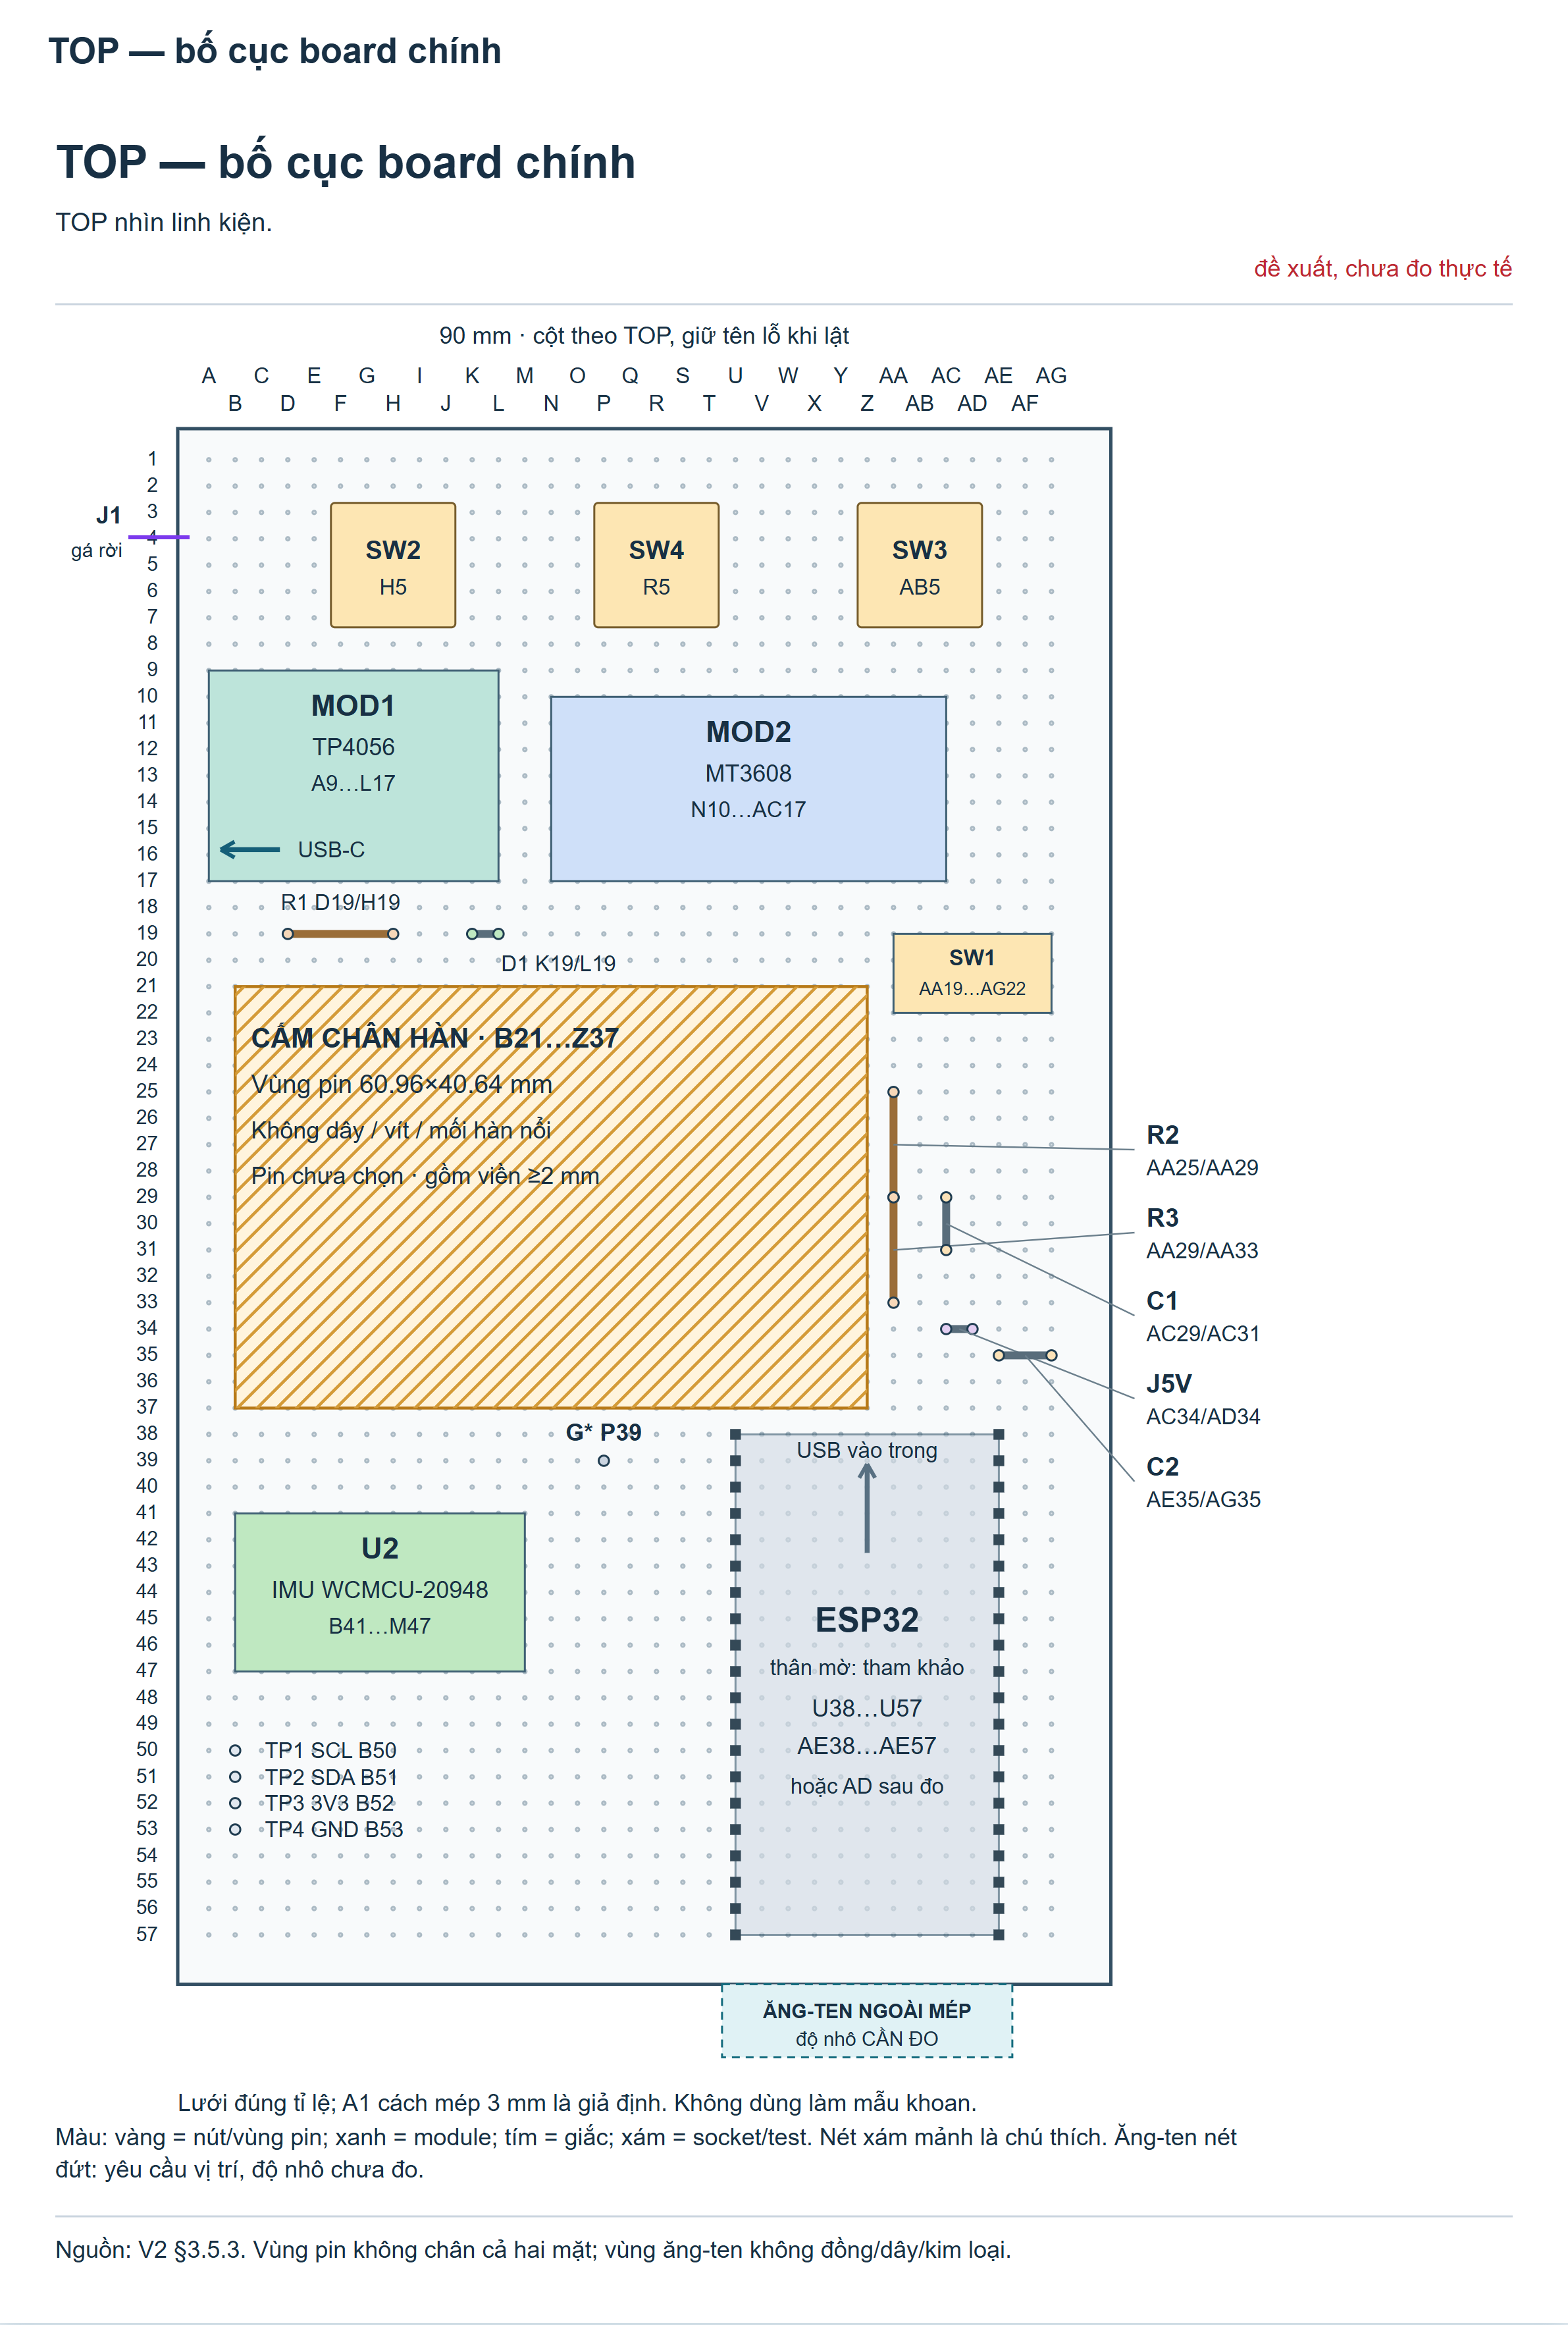 TOP — bố cục board chính
TOP — bố cục board chính
TOP nhìn linh kiện.
đề xuất, chưa đo thực tế
90 mm · cột theo TOP, giữ tên lỗ khi lật
A C E G I K M O Q S U W Y AA AC AE AG
B D F H J L N P R T V X Z AB AD AF
1
2
3
J1
4
gá rời
5
6
7
8
9
10
11
12
13
14
15
16
17
18
19
20
21
22
23
24
25
26
27
28
29
30
31
32
33
34
35
36
37
38
39
40
41
42
43
44
45
46
47
48
49
50
51
52
53
54
55
56
57
SW2
H5
SW4
R5
SW3
AB5
MOD1
TP4056
A9…L17
USB-C
MOD2
MT3608
N10…AC17
R1 D19/H19
D1 K19/L19
SW1
AA19…AG22
CẤM CHÂN HÀN · B21…Z37
Vùng pin 60.96×40.64 mm
Không dây / vít / mối hàn nổi
Pin chưa chọn · gồm viền ≥2 mm
R2
AA25/AA29
R3
AA29/AA33
C1
AC29/AC31
J5V
AC34/AD34
C2
AE35/AG35
G* P39
USB vào trong
U2
IMU WCMCU-20948
B41…M47
ESP32
thân mờ: tham khảo
U38…U57
AE38…AE57
hoặc AD sau đo
TP1 SCL B50
TP2 SDA B51
TP3 3V3 B52
TP4 GND B53
ĂNG-TEN NGOÀI MÉP
độ nhô CẦN ĐO
Lưới đúng tỉ lệ; A1 cách mép 3 mm là giả định. Không dùng làm mẫu khoan.
Màu: vàng = nút/vùng pin; xanh = module; tím = giắc; xám = socket/test. Nét xám mảnh là chú thích. Ăng-ten nét
đứt: yêu cầu vị trí, độ nhô chưa đo.
Nguồn: V2 §3.5.3. Vùng pin không chân cả hai mặt; vùng ăng-ten không đồng/dây/kim loại.